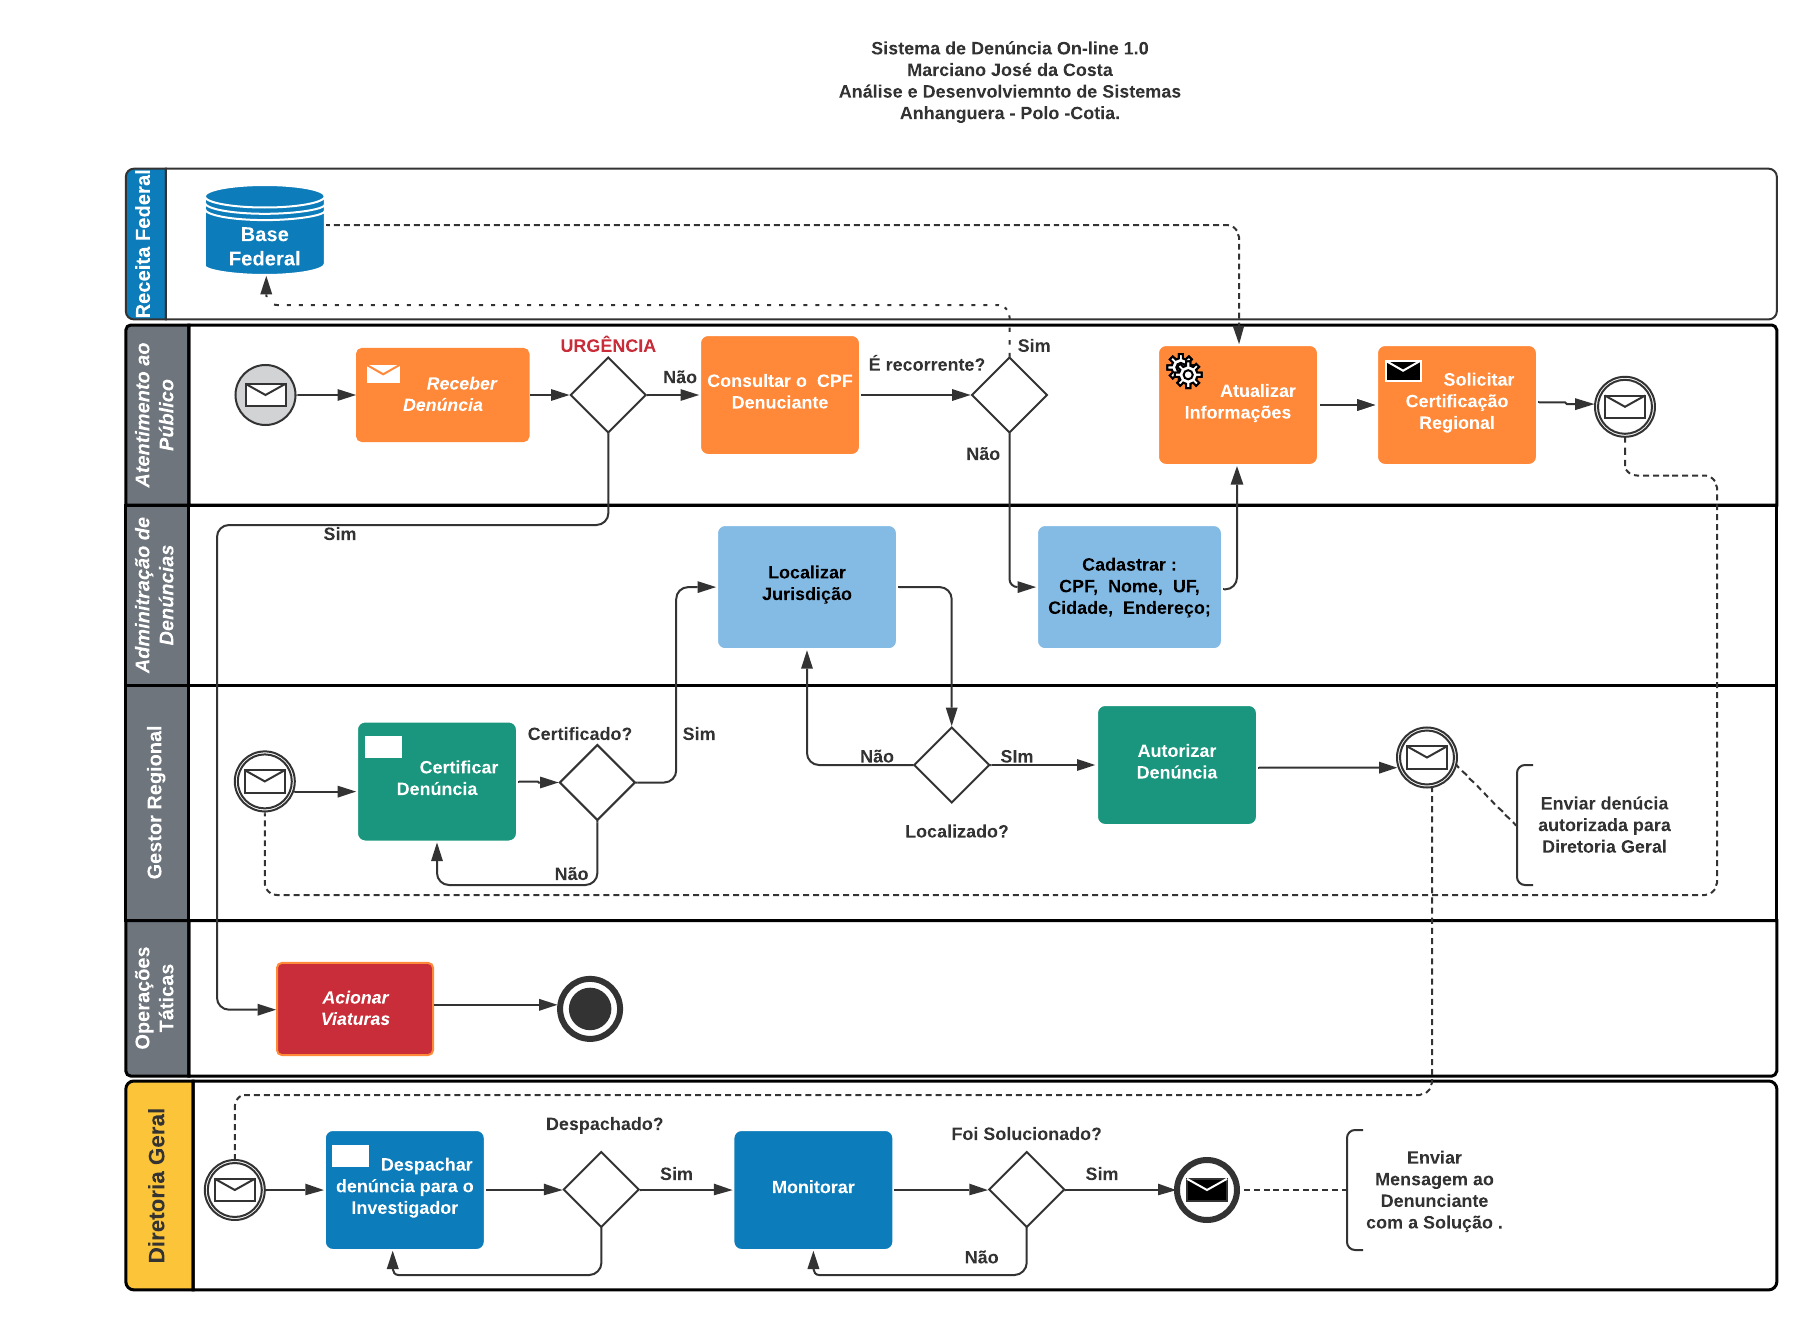 Sistema de Denúncia On-line 1.0
Marciano José da Costa
Análise e Desenvolviemnto de Sistemas
Anhanguera - Polo -Cotia.
Receita Federal
Base
Federal
Atentimento ao
Público
Receber
Denúncia
URGÊNCIA
Não
Sim
Consultar o CPF
Denuciante
É recorrente?
Sim
Não
Atualizar
Informações
Solicitar
Certificação
Regional
Adminitração de
Denúncias
Localizar
Jurisdição
Cadastrar :
CPF, Nome, UF,
Cidade, Endereço;
Gestor Regional
Certificar
Denúncia
Certificado?
Sim
Não
Não
SIm
Localizado?
Autorizar
Denúncia
Enviar denúcia
autorizada para
Diretoria Geral
Operações
Táticas
Acionar
Viaturas
Diretoria Geral
Despachar
denúncia para o
Investigador
Despachado?
Sim
Monitorar
Foi Solucionado?
Sim
Não
Enviar
Mensagem ao
Denunciante
com a Solução .